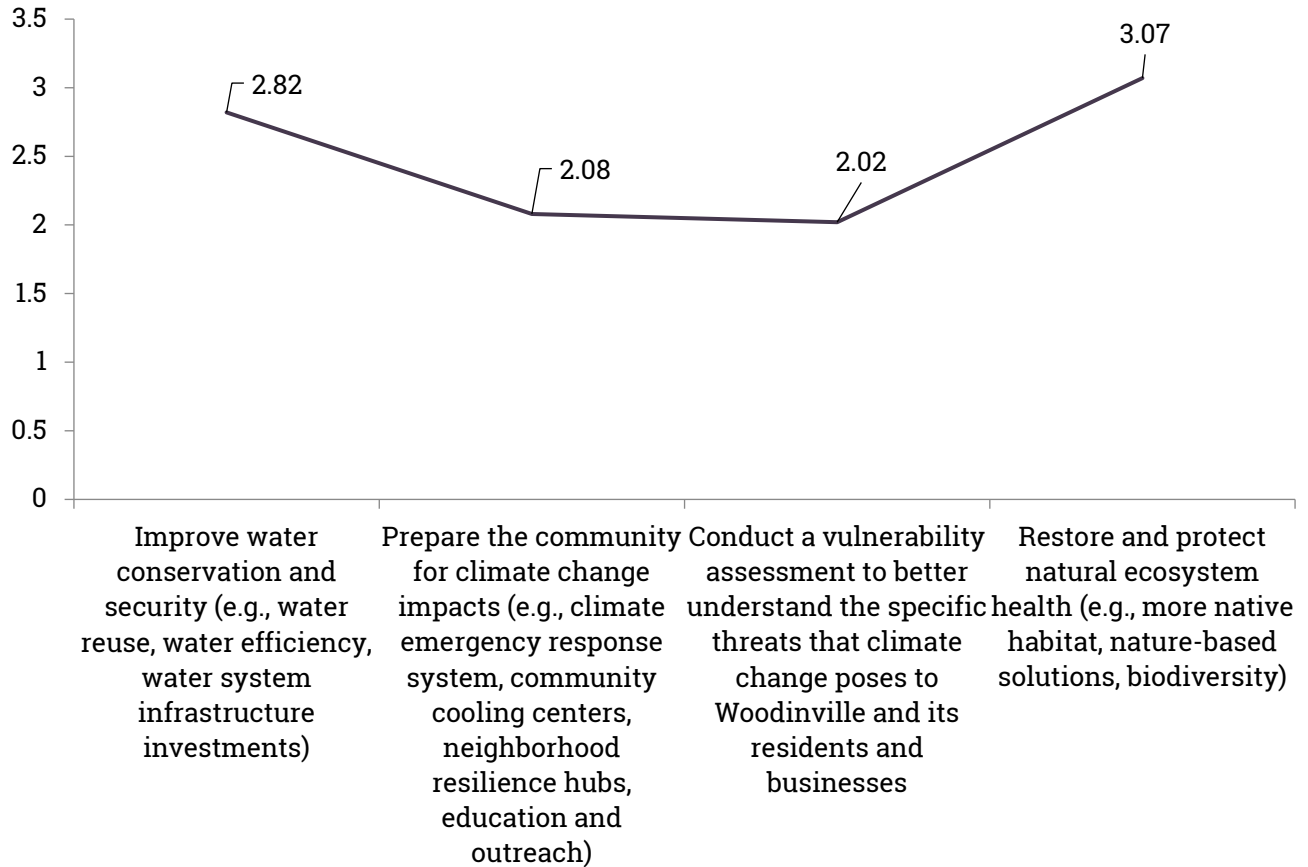 3.5
3
2.5
2
1.5
1
0.5
0
2.82
2.08
2.02
3.07
Improve water
conservation and
security (e.g., water
reuse, water efficiency,
water system
infrastructure
investments)
Prepare the community
for climate change
impacts (e.g., climate
emergency response
system, community
cooling centers,
neighborhood
resilience hubs,
education and
outreach)
Conduct a vulnerability
assessment to better
understand the specific
threats that climate
change poses to
Woodinville and its
residents and
businesses
Restore and protect
natural ecosystem
health (e.g., more native
habitat, nature-based
solutions, biodiversity)